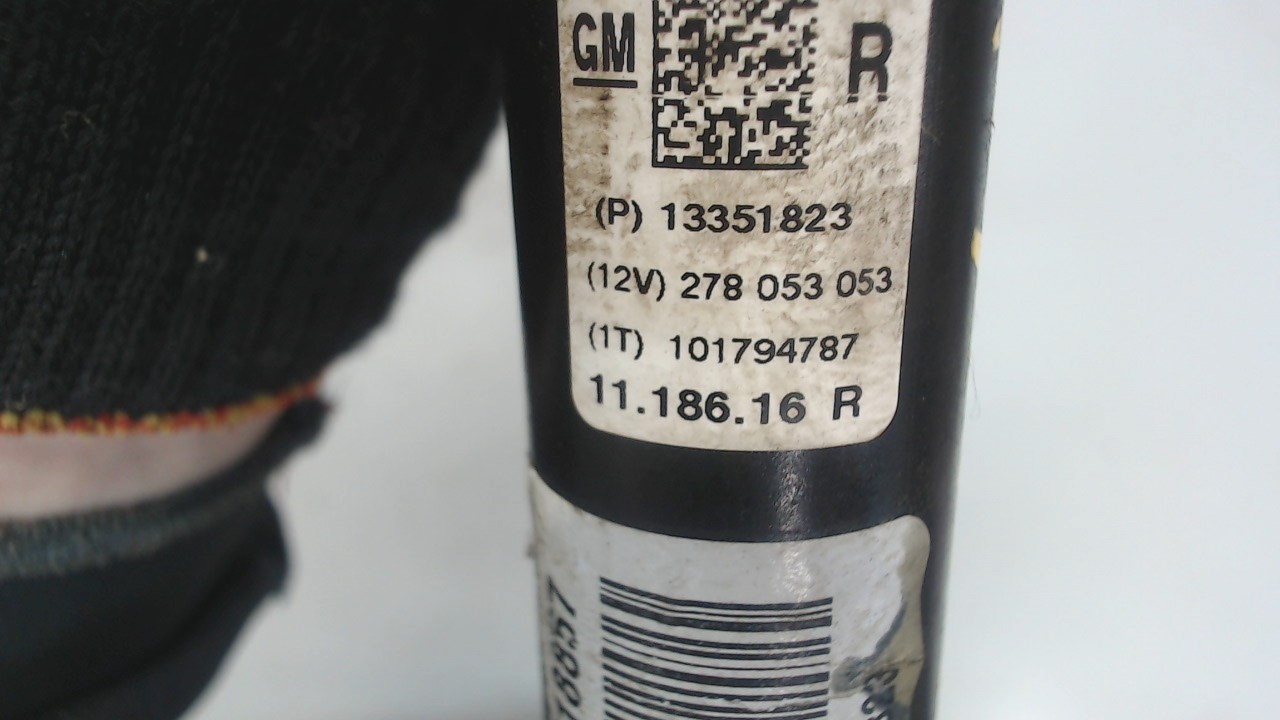 GM R
(P) 13351823
(12V) 278 053 053
(1T) 101794787
11.186.16 R